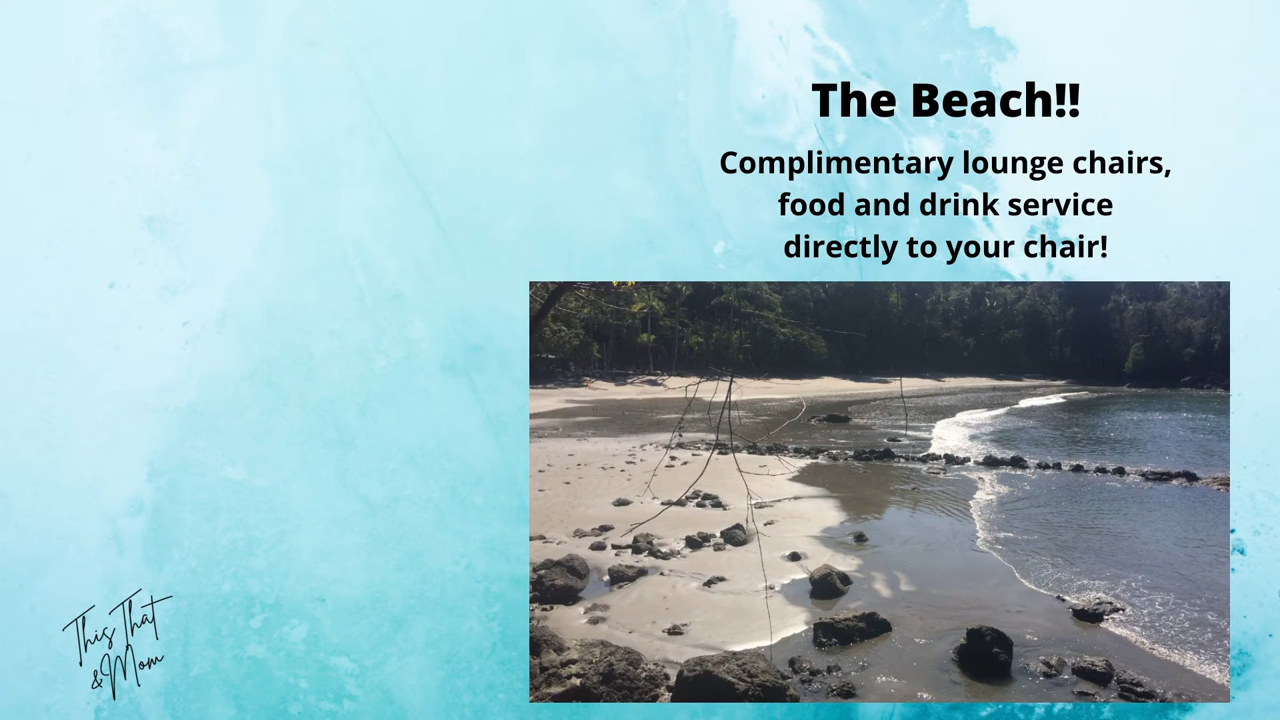 The Beach!!
Complimentary lounge chairs,
food and drink service
directly to your chair!
This That
&Mom